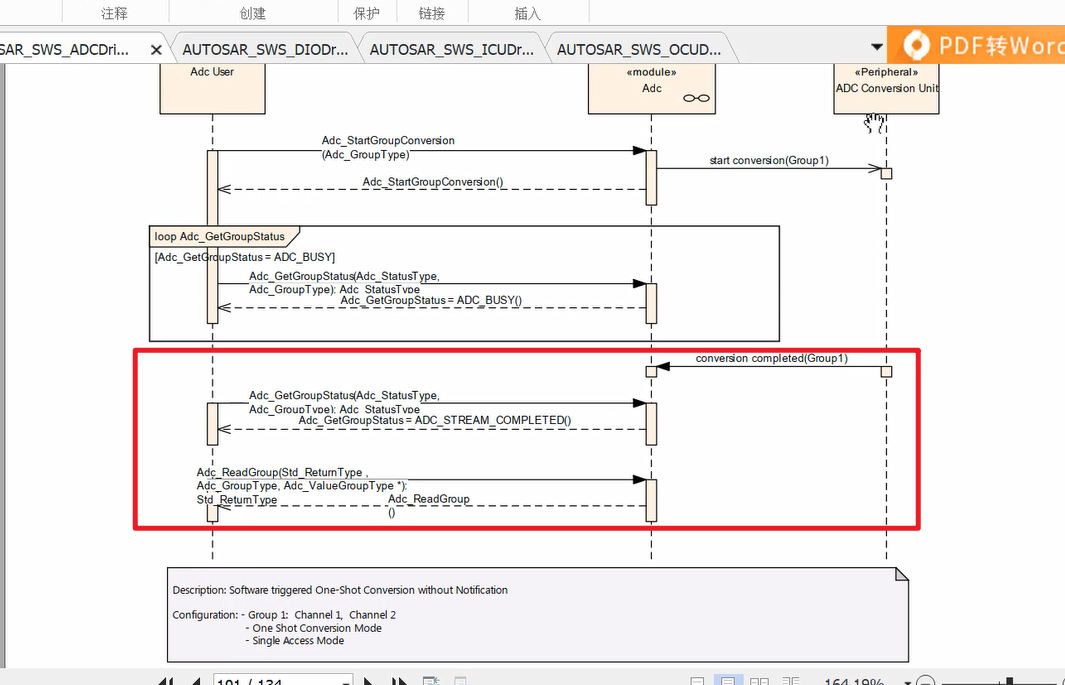 注释 创建 保护 链接 插入
SAR_SWS_ADCDri... AUTOSAR_SWS_DIODr... AUTOSAR_SWS_ICUDr... AUTOSAR_SWS_OCUD... PDF转Word
Adc User
«module»
Adc
«Peripheral»
ADC Conversion Unit
Adc_StartGroupConversion
(Adc_GroupType)
start conversion(Group1)
Adc_StartGroupConversion()
loop Adc_GetGroupStatus
[Adc_GetGroupStatus = ADC_BUSY]
Adc_GetGroupStatus(Adc_StatusType,
Adc_GroupType): Adc_StatusType
Adc_GetGroupStatus = ADC_BUSY()
conversion completed(Group1)
Adc_GetGroupStatus(Adc_StatusType,
Adc_GroupType): Adc_StatusType
Adc_GetGroupStatus = ADC_STREAM_COMPLETED()
Adc_ReadGroup(Std_ReturnType ,
Adc_GroupType, Adc_ValueGroupType *):
Std_ReturnType
Adc_ReadGroup
()
Description: Software triggered One-Shot Conversion without Notification
Configuration: - Group 1: Channel 1, Channel 2
- One Shot Conversion Mode
- Single Access Mode
101 / 134 164.19%